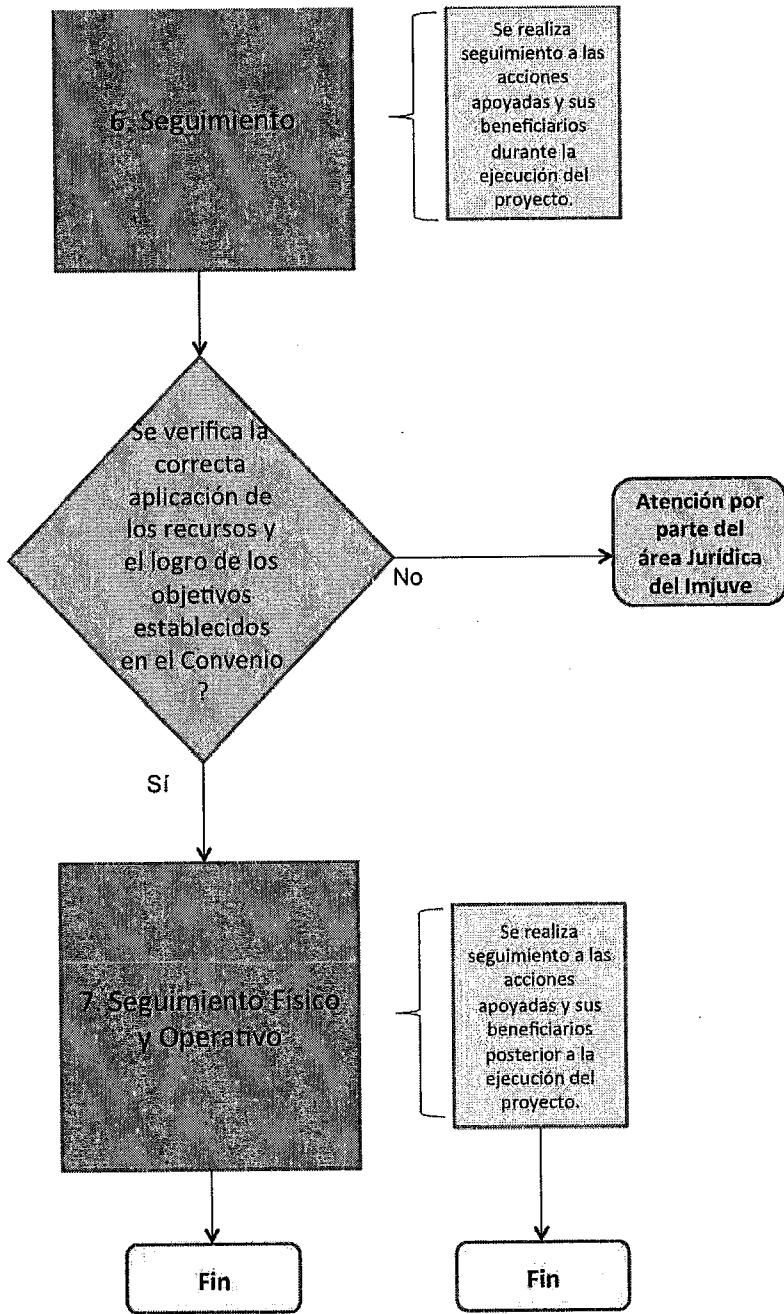 6. Seguimiento
Se realiza
seguimiento a las
acciones
apoyadas y sus
beneficiarios
durante la
ejecución del
proyecto.
Se verifica la
correcta
aplicación de
los recursos y
el logro de los
objetivos
establecidos
en el Convenio
?
No
Atención por
parte del
área Jurídica
del Imjuve
Sí
7. Seguimiento Físico
y Operativo
Se realiza
seguimiento a las
acciones
apoyadas y sus
beneficiarios
posterior a la
ejecución del
proyecto.
Fin
Fin